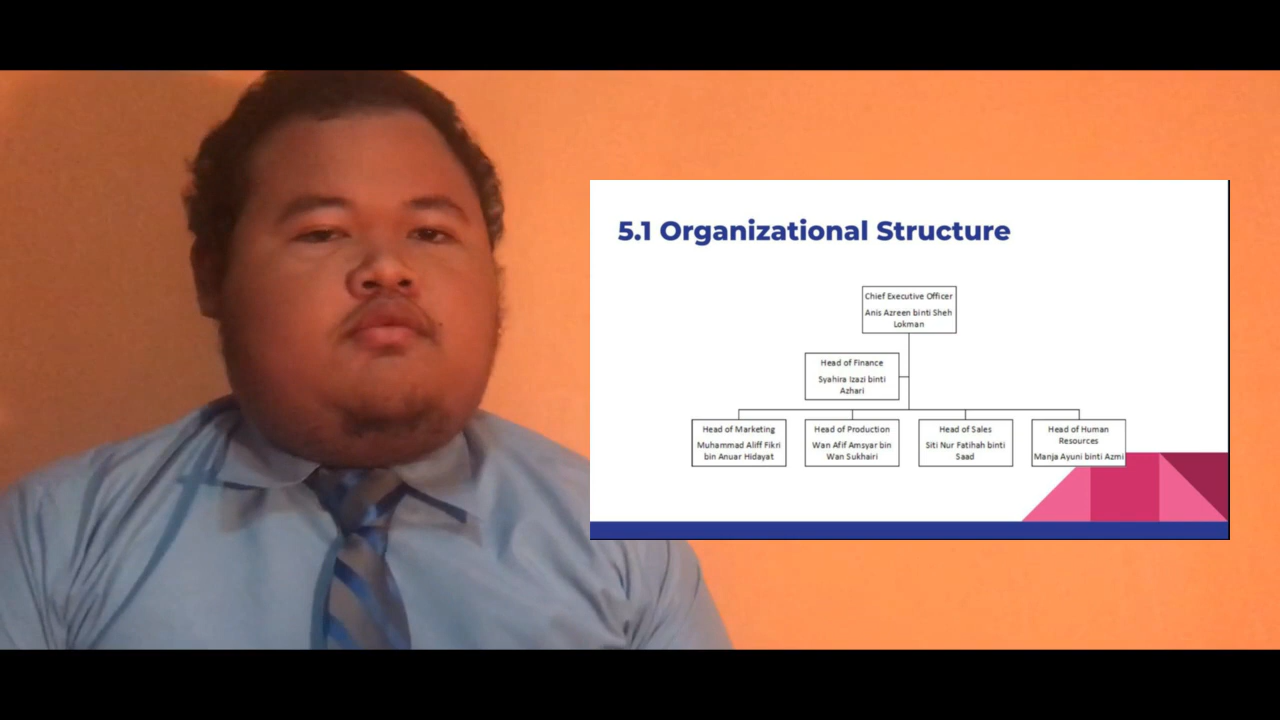 5.1 Organizational Structure
Chief Executive Officer
Anis Azreen binti Sheh
Lokman
Head of Finance
Syahira Izazi binti
Azhari
Head of Marketing
Muhammad Aliff Fikri
bin Anuar Hidayat
Head of Production
Wan Afif Amsyar bin
Wan Sukhairi
Head of Sales
Siti Nur Fatihah binti
Saad
Head of Human
Resources
Manja Ayuni binti Azmi